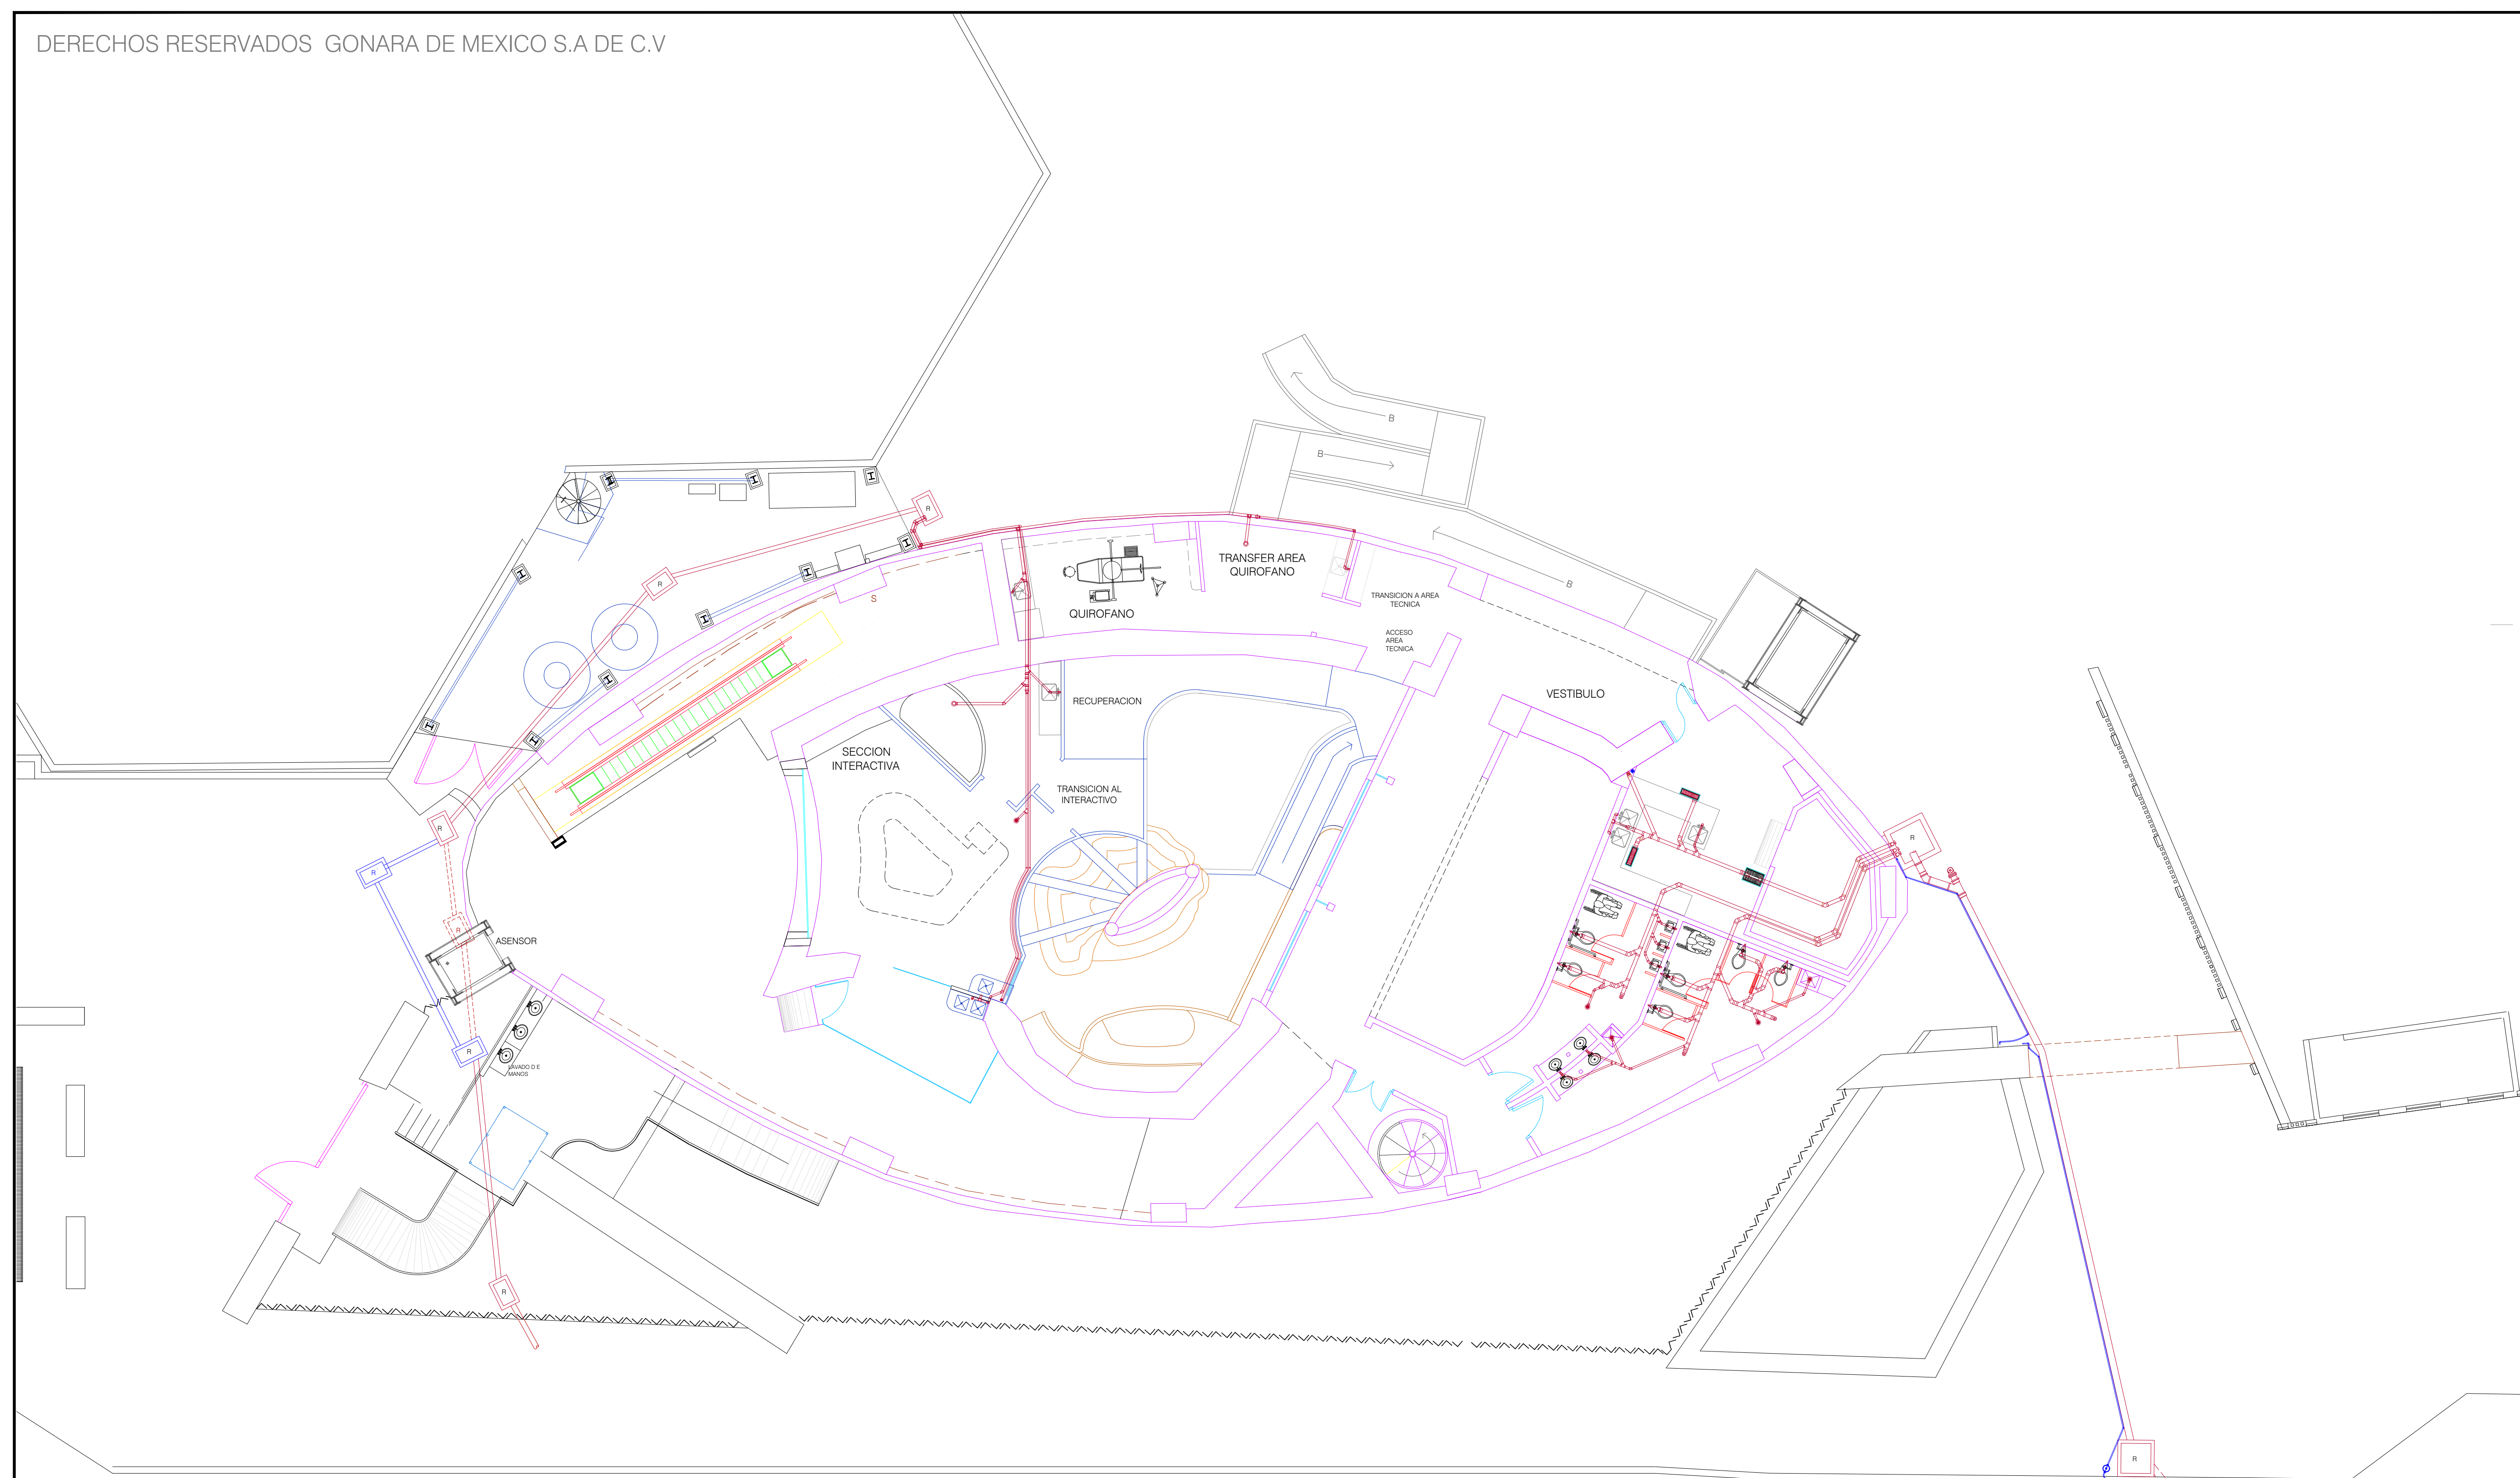 DERECHOS RESERVADOS GONARA DE MEXICO S.A DE C.V
B
B
R
TRANSFER AREA
QUIROFANO
B
R
TRANSICION A AREA
TECNICA
S
QUIROFANO
ACCESO
AREA
TECNICA
VESTIBULO
RECUPERACION
SECCION
INTERACTIVA
TRANSICION AL
INTERACTIVO
R
R
R
R
ASENSOR
R
LAVADO D E
MANOS
R
R